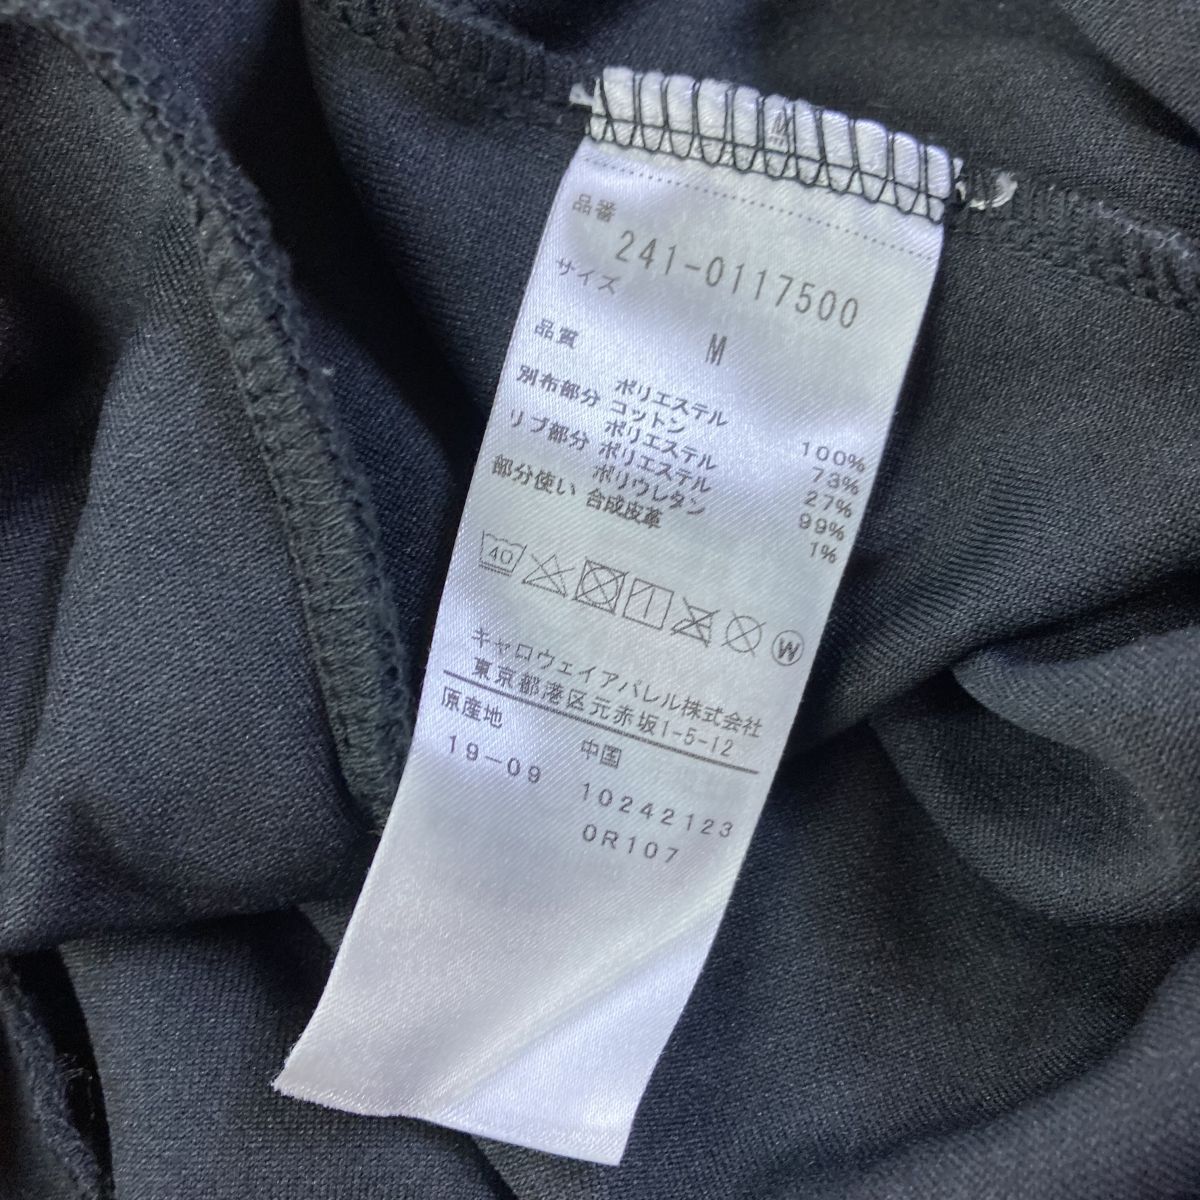 品番
241-0117500
サイズ
M
品質 ポリエステル 100%
別布部分 コットン 73%
ポリエステル 27%
リブ部分 ポリエステル 99%
ポリウレタン 1%
部分使い 合成皮革
40
W
キャロウェイアパレル株式会社
東京都港区元赤坂1-5-12
原産地 中国
19-09 10242123
0R107